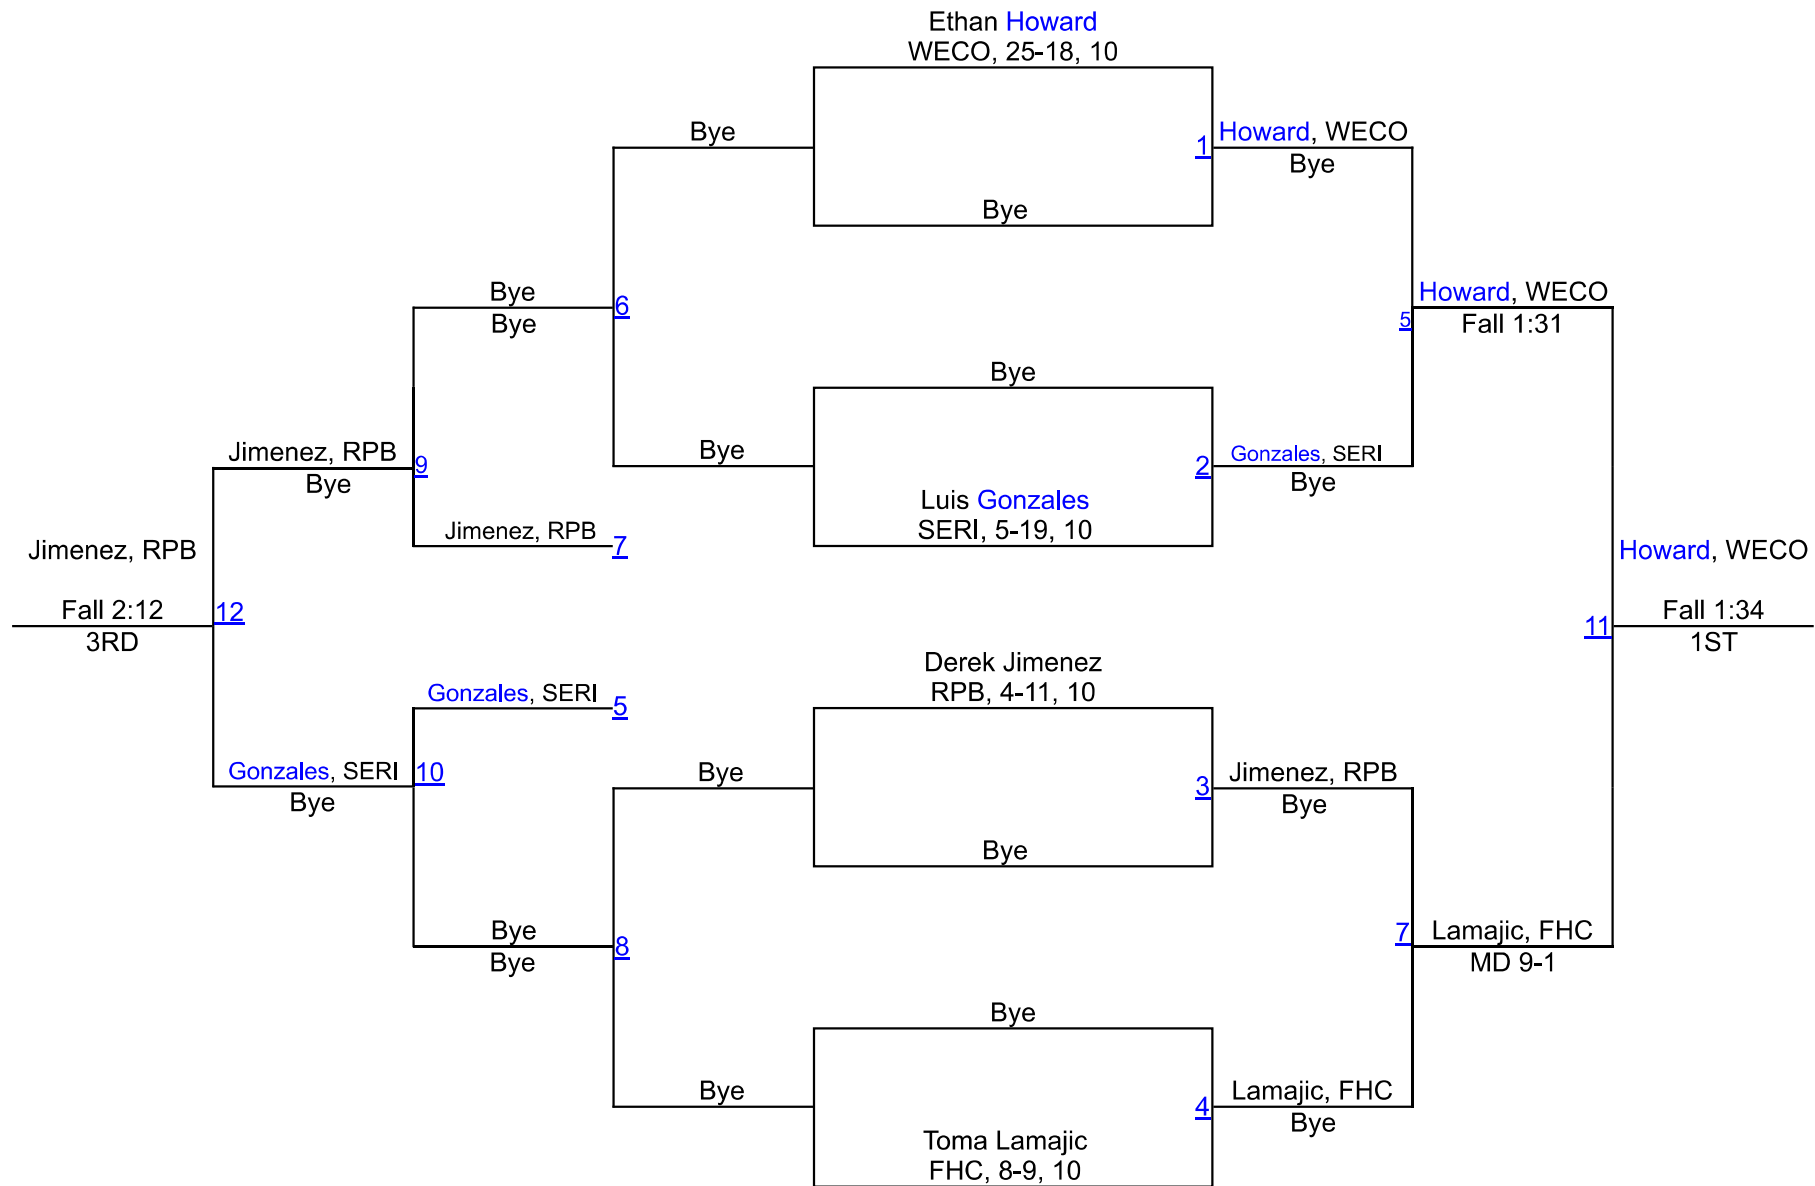 Ethan Howard
WECO, 25-18, 10
Bye
1
Howard, WECO
Bye
Bye
Bye
Bye
6
Howard, WECO
5
Fall 1:31
Bye
Jimenez, RPB
9
Bye
Bye
2
Gonzales, SERI
Bye
Luis Gonzales
SERI, 5-19, 10
Jimenez, RPB
7
Jimenez, RPB
Howard, WECO
Fall 2:12
12
3RD
Fall 1:34
11
1ST
Derek Jimenez
RPB, 4-11, 10
Gonzales, SERI
5
Gonzales, SERI
10
Bye
Bye
3
Jimenez, RPB
Bye
Bye
Bye
8
Bye
7
Lamajic, FHC
MD 9-1
Bye
Bye
4
Lamajic, FHC
Bye
Toma Lamajic
FHC, 8-9, 10